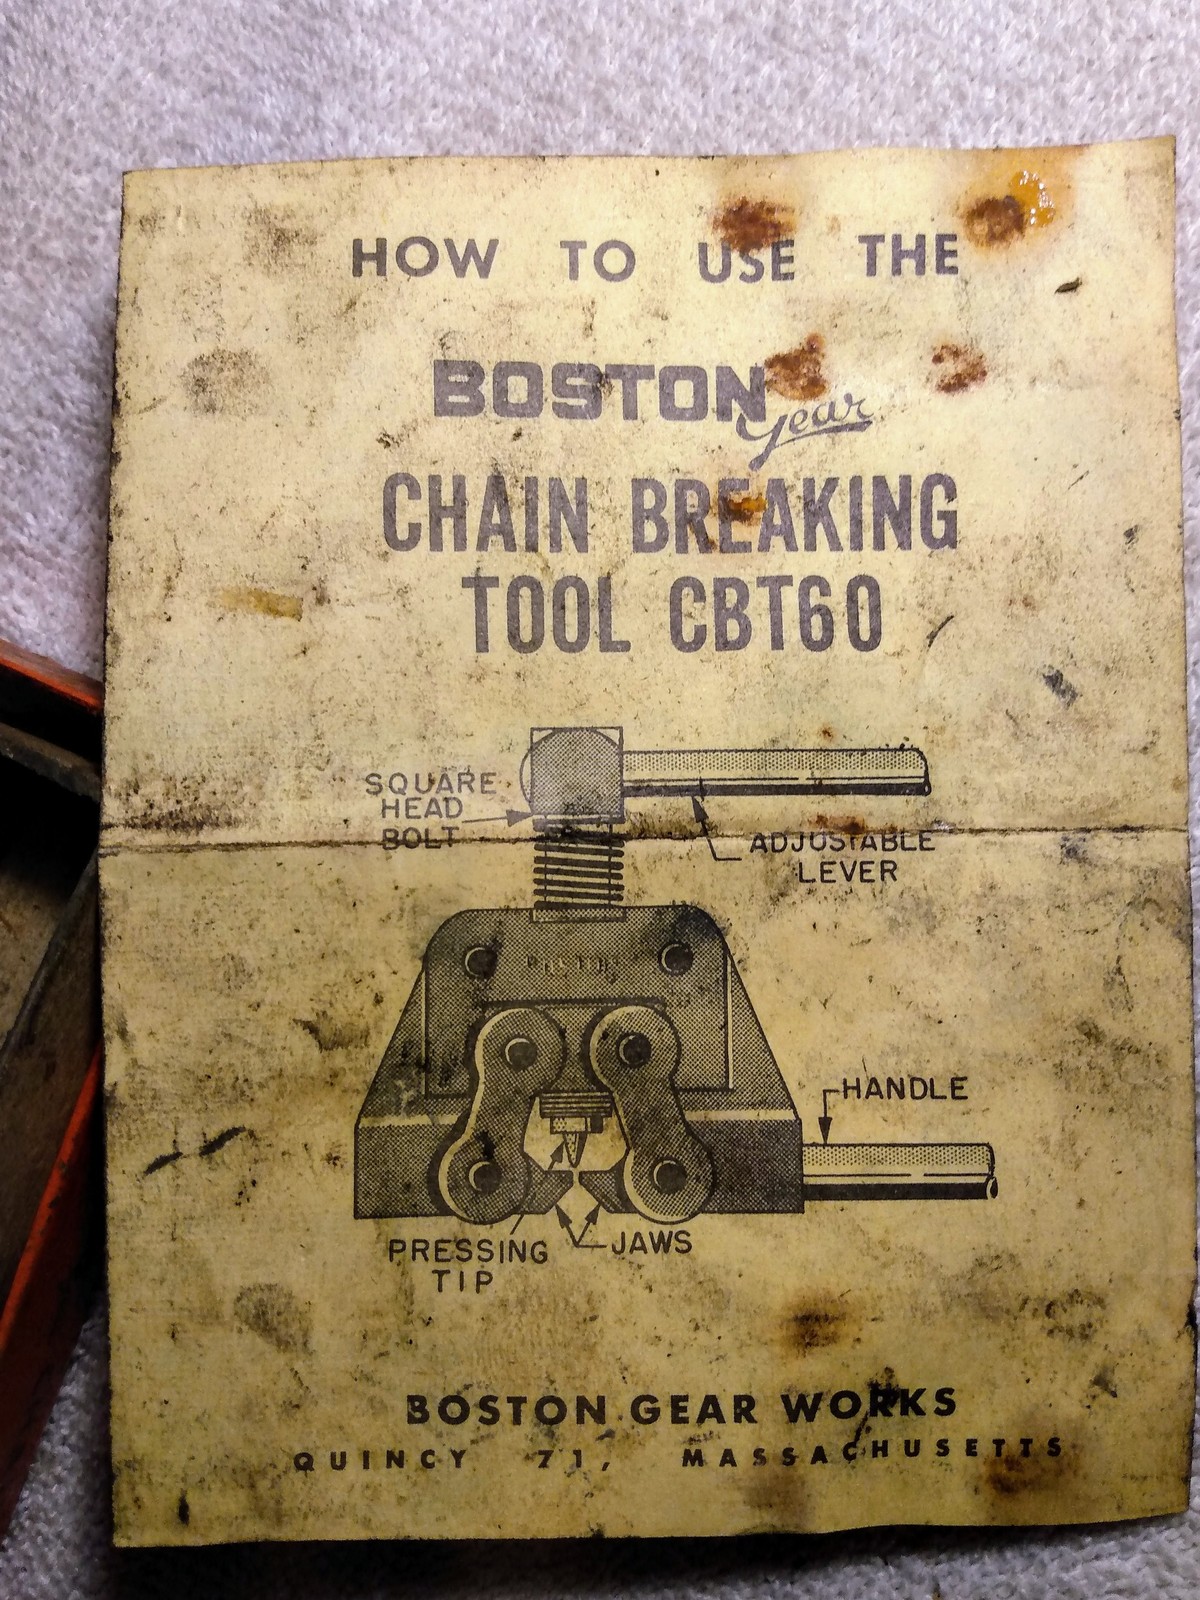 HOW TO USE THE
BOSTON
Gear
CHAIN BREAKING
TOOL CBT60
SQUARE
HEAD
BOLT
ADJUSTABLE
LEVER
HANDLE
PRESSING
TIP
JAWS
BOSTON GEAR WORKS
QUINCY 71, MASSACHUSETTS